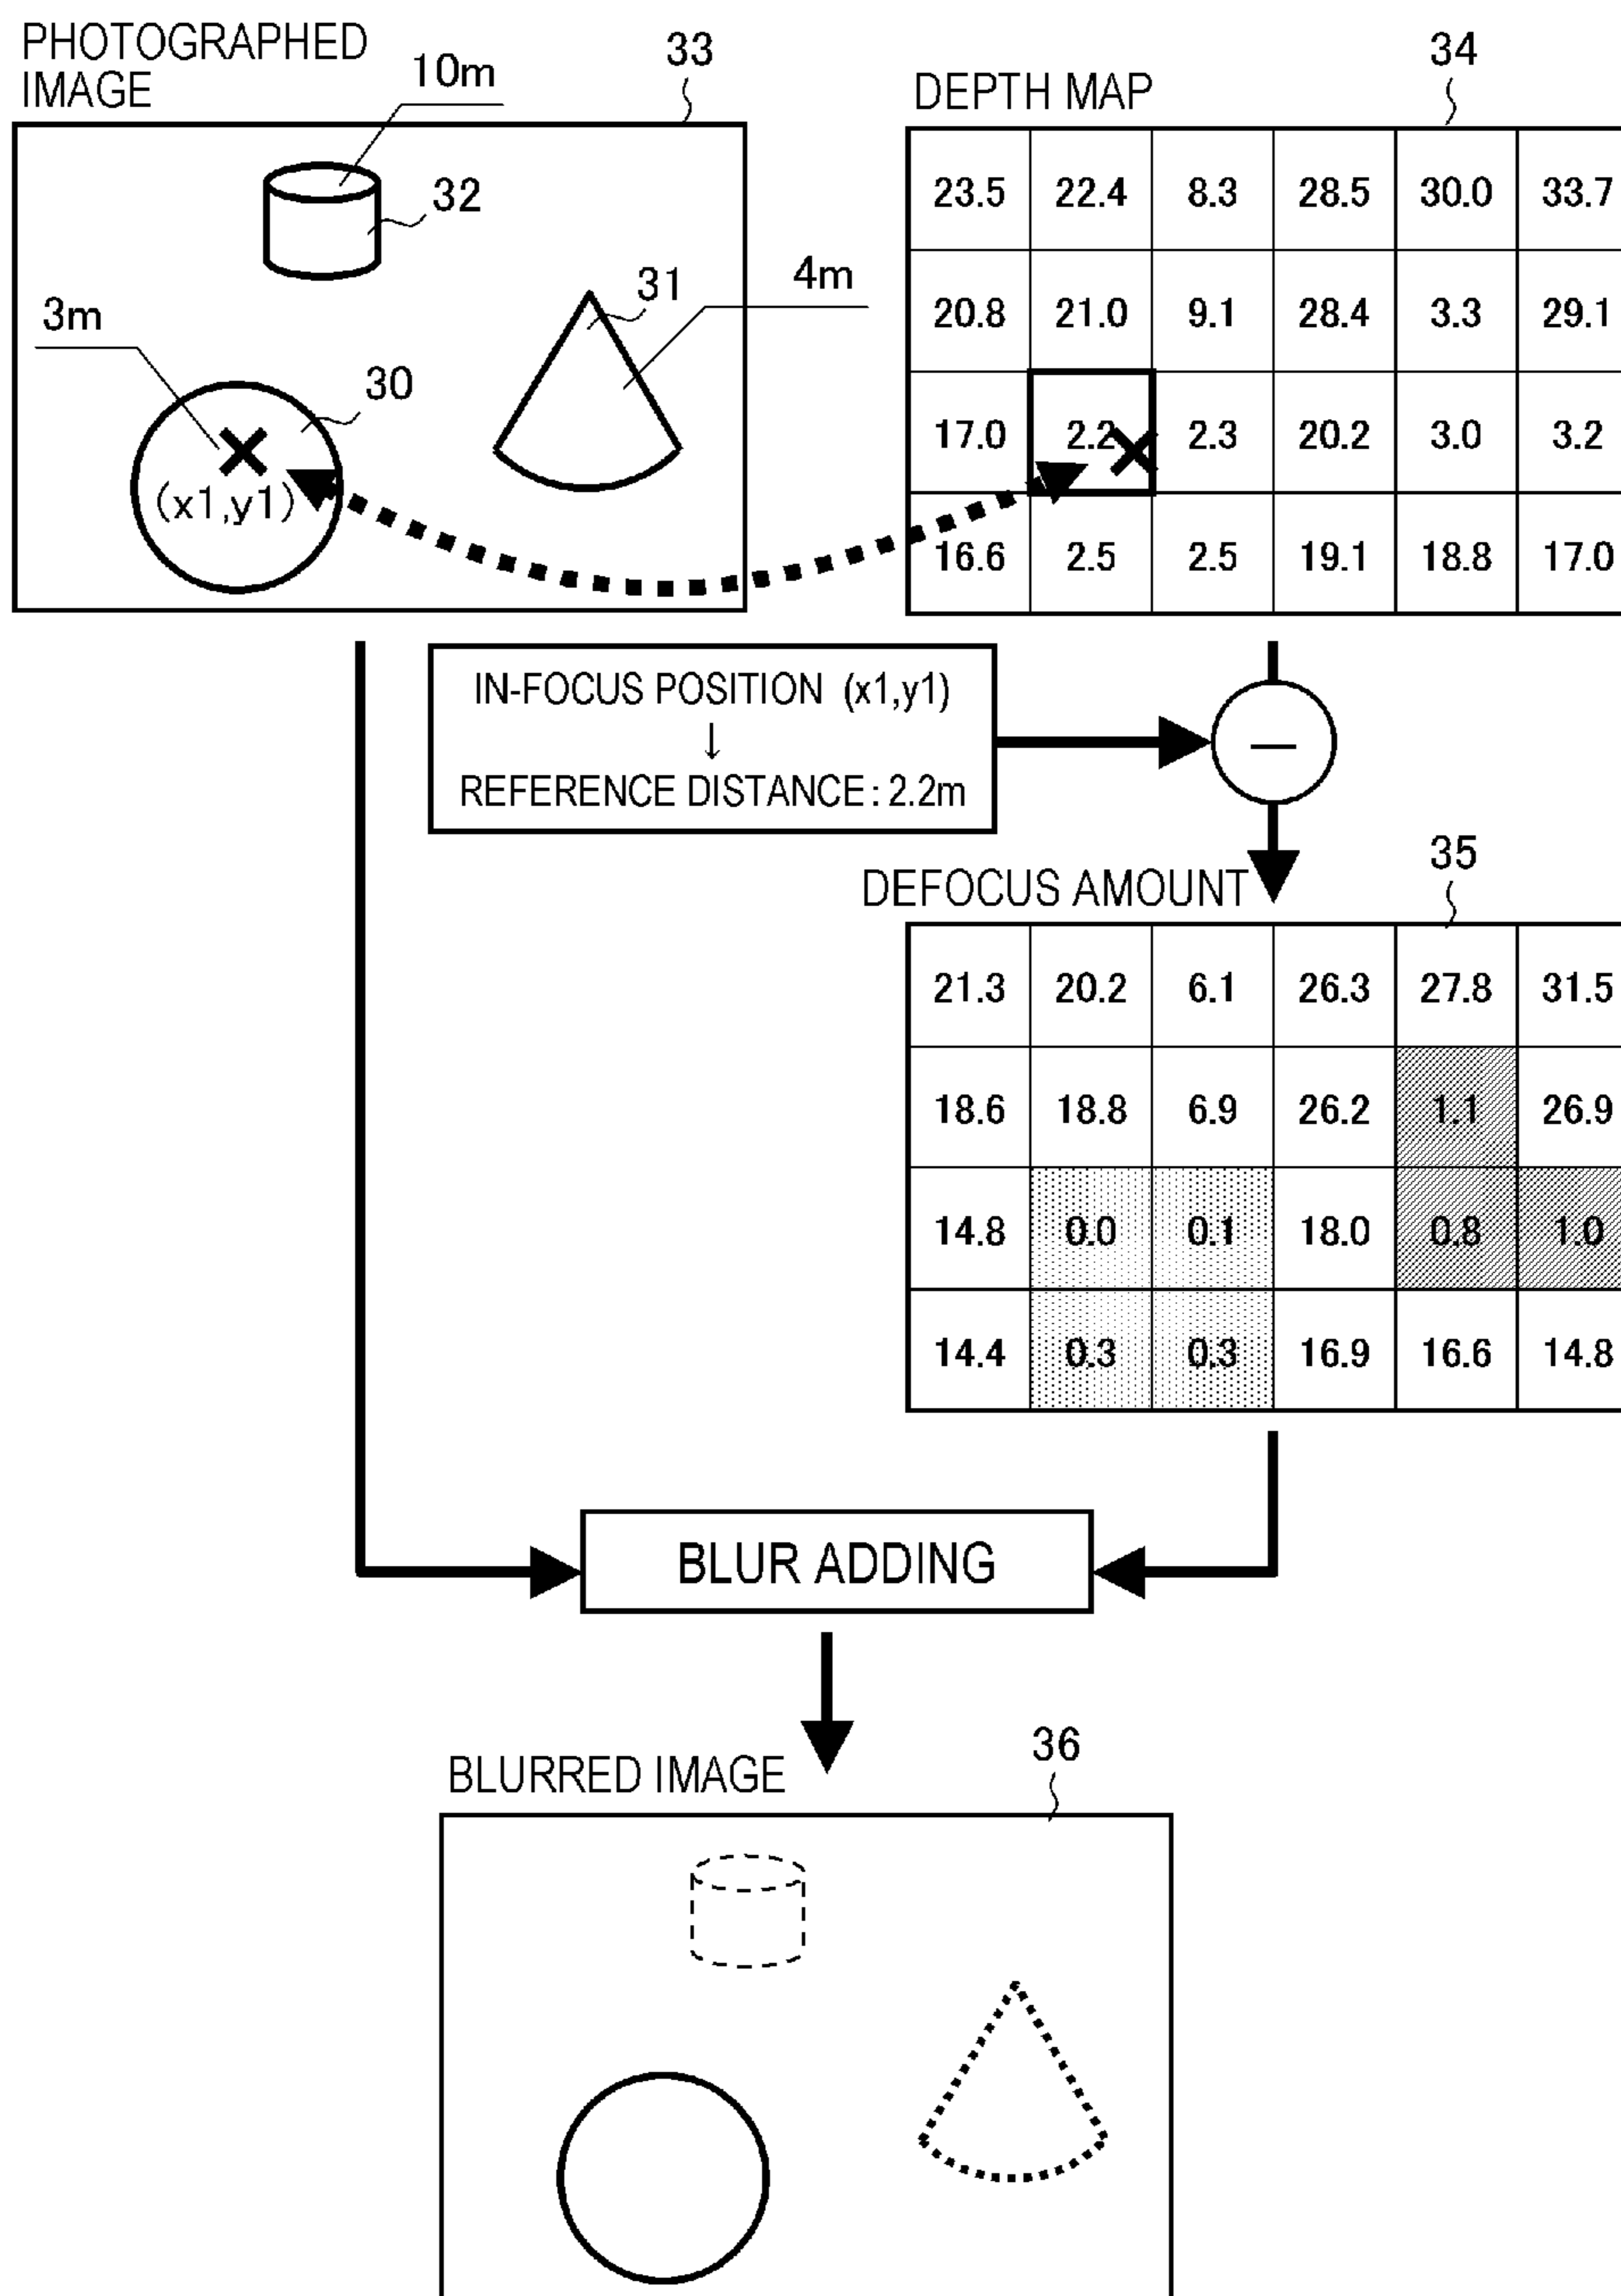 PHOTOGRAPHED
IMAGE
10m
33
32
31
4m
3m
30
(x1,y1)
DEPTH MAP
34
23.5 22.4 8.3 28.5 30.0 33.7
20.8 21.0 9.1 28.4 3.3 29.1
17.0 2.2 2.3 20.2 3.0 3.2
16.6 2.5 2.5 19.1 18.8 17.0
IN-FOCUS POSITION (x1,y1)
↓
REFERENCE DISTANCE: 2.2m
—
DEFOCUS AMOUNT
35
21.3 20.2 6.1 26.3 27.8 31.5
18.6 18.8 6.9 26.2 1.1 26.9
14.8 0.0 0.1 18.0 0.8 1.0
14.4 0.3 0.3 16.9 16.6 14.8
BLUR ADDING
BLURRED IMAGE
36